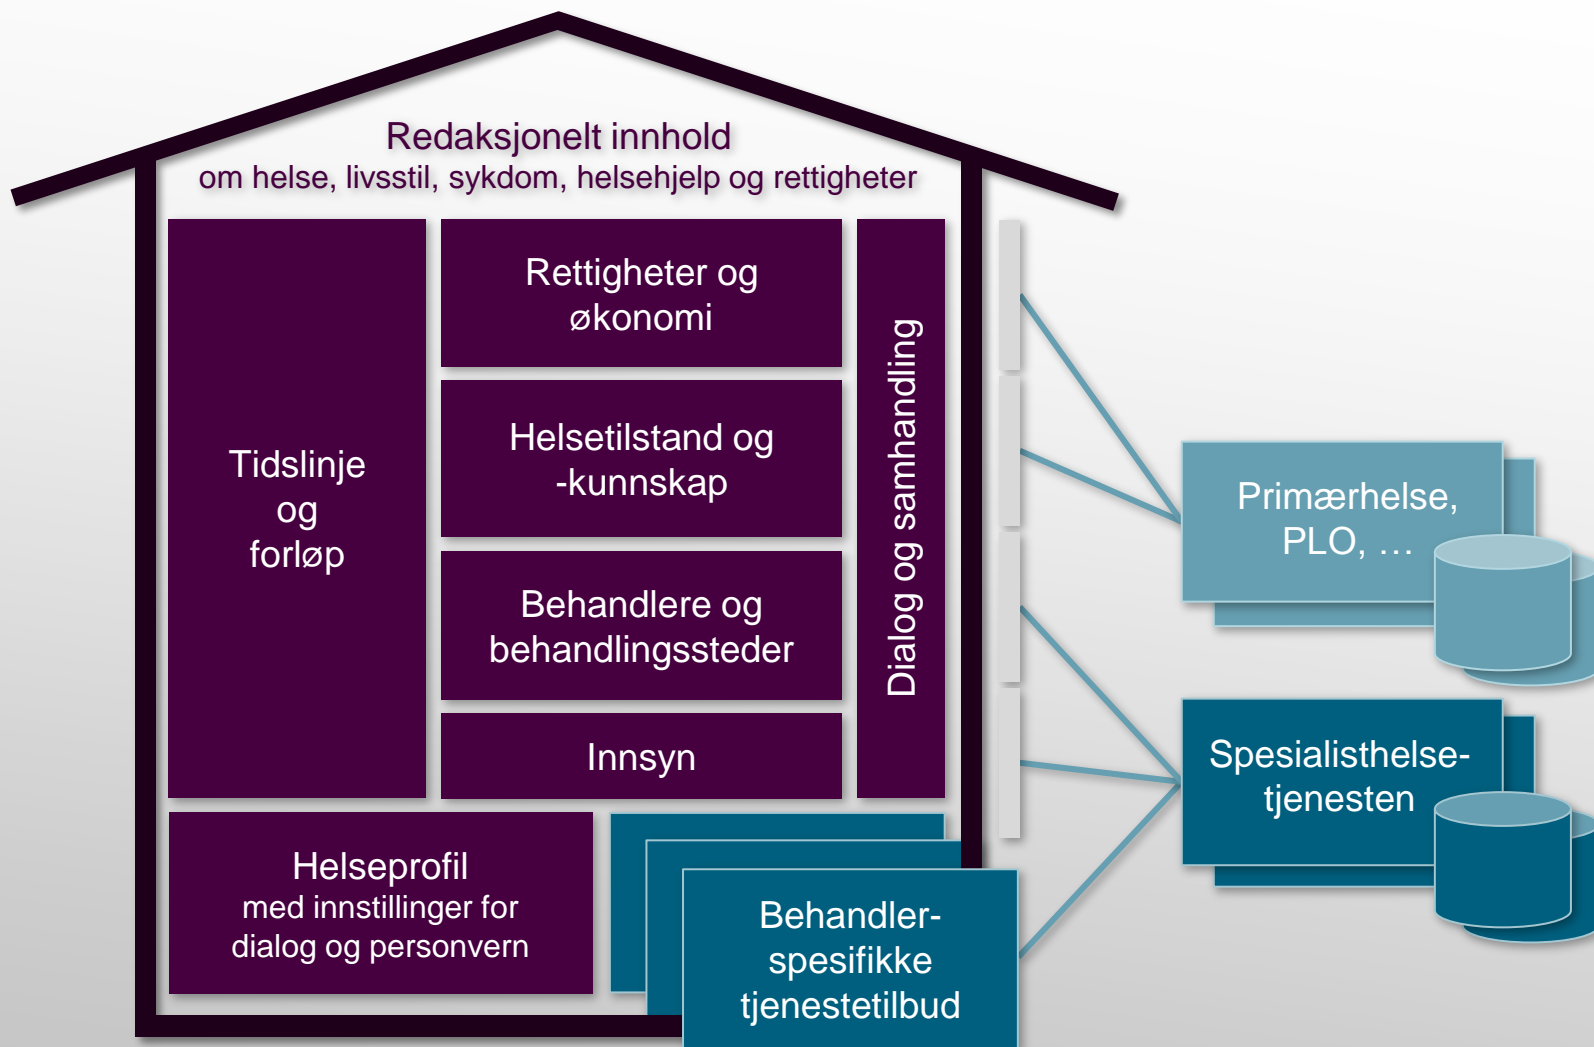 Redaksjonelt innhold
om helse, livsstil, sykdom, helsehjelp og rettigheter
Tidslinje
og
forløp
Rettigheter og
økonomi
Helsetilstand og
-kunnskap
Behandlere og
behandlingssteder
Innsyn
Dialog og samhandling
Helseprofil
med innstillinger for
dialog og personvern
Behandler-
spesifikke
tjenestetilbud
Primærhelse,
PLO, …
Spesialisthelse-
tjenesten